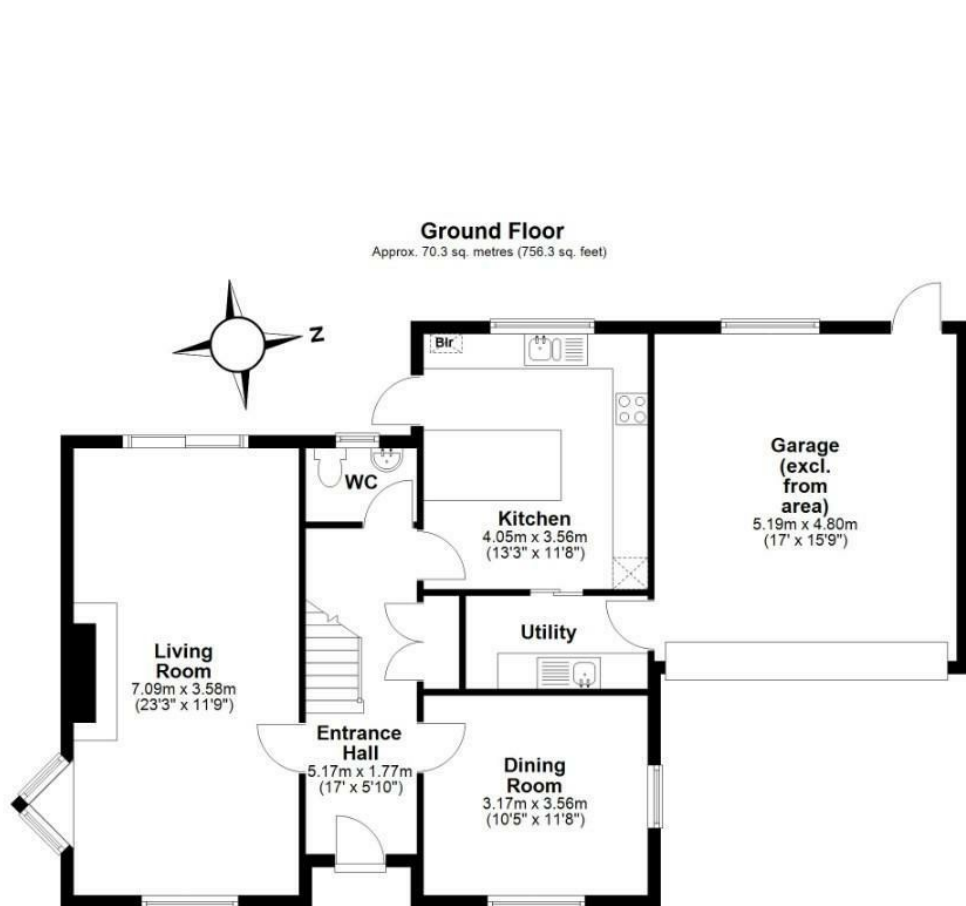 Ground Floor
Approx. 70.3 sq. metres (756.3 sq. feet)
N
Blr
WC
Kitchen
4.05m x 3.56m
(13'3" x 11'8")
Garage
(excl.
from
area)
5.19m x 4.80m
(17' x 15'9")
Utility
Living
Room
7.09m x 3.58m
(23'3" x 11'9")
Entrance
Hall
5.17m x 1.77m
(17' x 5'10")
Dining
Room
3.17m x 3.56m
(10'5" x 11'8")